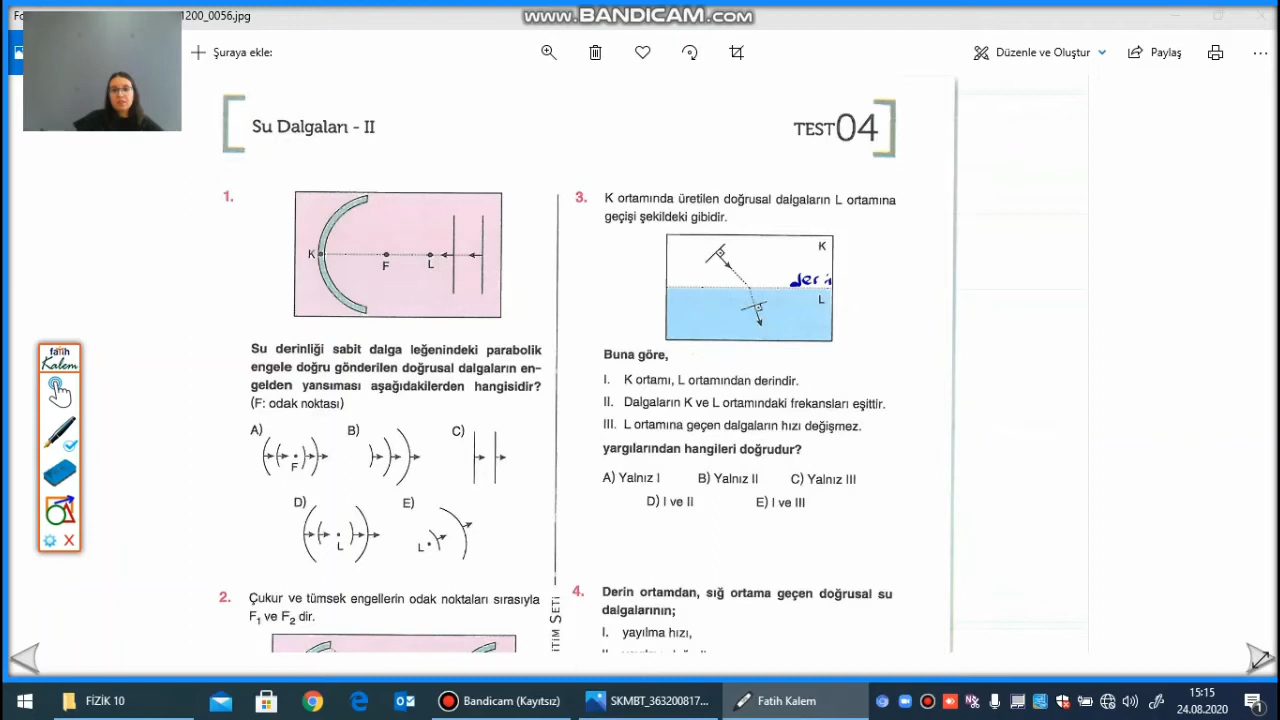 1200_0056.jpg
www.BANDICAM.com
Şuraya ekle:
Düzenle ve Oluştur
Paylaş
Su Dalgaları - II
TEST04
1.
K
F
L
Su derinliği sabit dalga leğenindeki parabolik
engele doğru gönderilen doğrusal dalgaların en-
gelden yansıması aşağıdakilerden hangisidir?
(F: odak noktası)
A)
B)
C)
F
D)
E)
L
L
2. Çukur ve tümsek engellerin odak noktaları sırasıyla
F1 ve F2 dir.
3. K ortamında üretilen doğrusal dalgaların L ortamına
geçişi şekildeki gibidir.
K
L
Buna göre,
I. K ortamı, L ortamından derindir.
II. Dalgaların K ve L ortamındaki frekansları eşittir.
III. L ortamına geçen dalgaların hızı değişmez.
yargılarından hangileri doğrudur?
A) Yalnız I B) Yalnız II C) Yalnız III
D) I ve II E) I ve III
4. Derin ortamdan, sığ ortama geçen doğrusal su
dalgalarının;
I. yayılma hızı,
fatih
Kalem
FİZİK 10
Bandicam (Kayıtsız)
SKMBT_363200817...
Fatih Kalem
15:15
24.08.2020